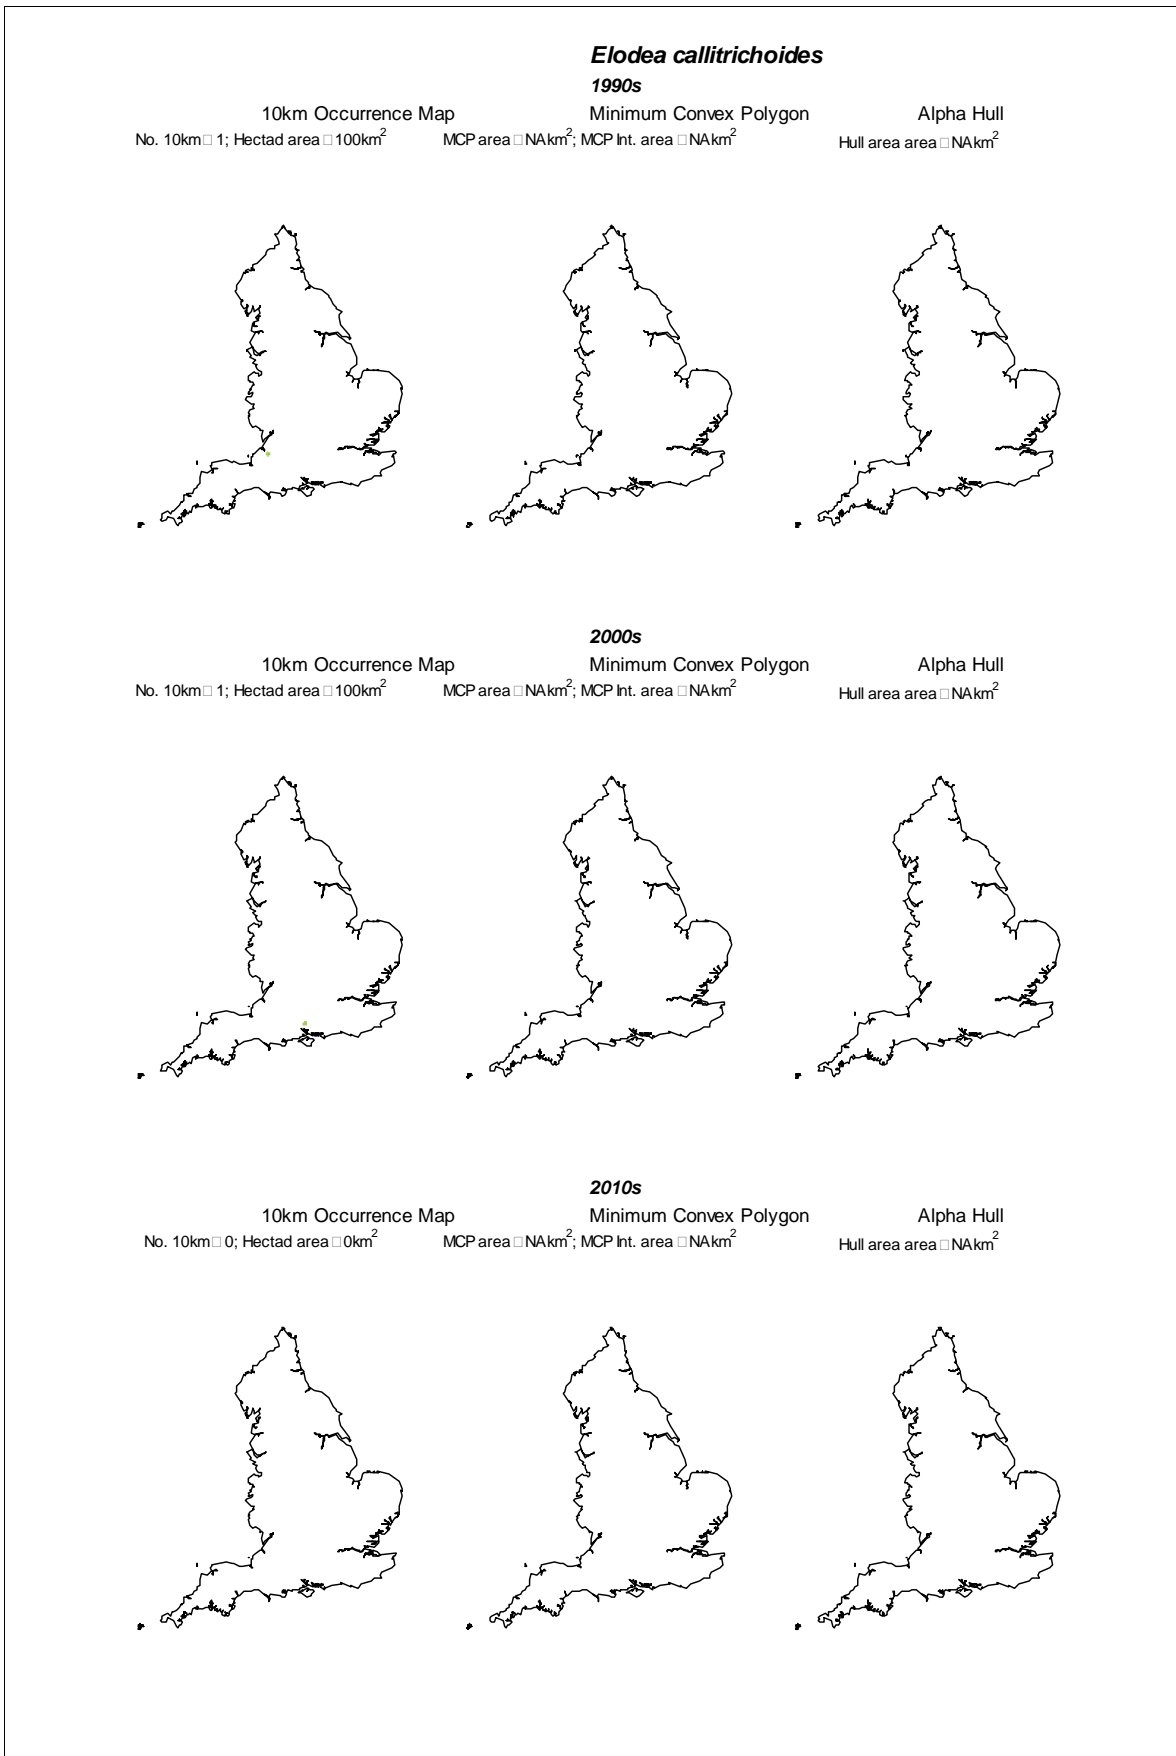 Elodea callitrichoides
1990s
10km Occurrence Map Minimum Convex Polygon Alpha Hull
No. 10km□ 1; Hectad area □ 100km² MCP area □ NAkm²; MCP Int. area □ NAkm² Hull area area □ NAkm²
2000s
10km Occurrence Map Minimum Convex Polygon Alpha Hull
No. 10km□ 1; Hectad area □ 100km² MCP area □ NAkm²; MCP Int. area □ NAkm² Hull area area □ NAkm²
2010s
10km Occurrence Map Minimum Convex Polygon Alpha Hull
No. 10km□ 0; Hectad area □ 0km² MCP area □ NAkm²; MCP Int. area □ NAkm² Hull area area □ NAkm²